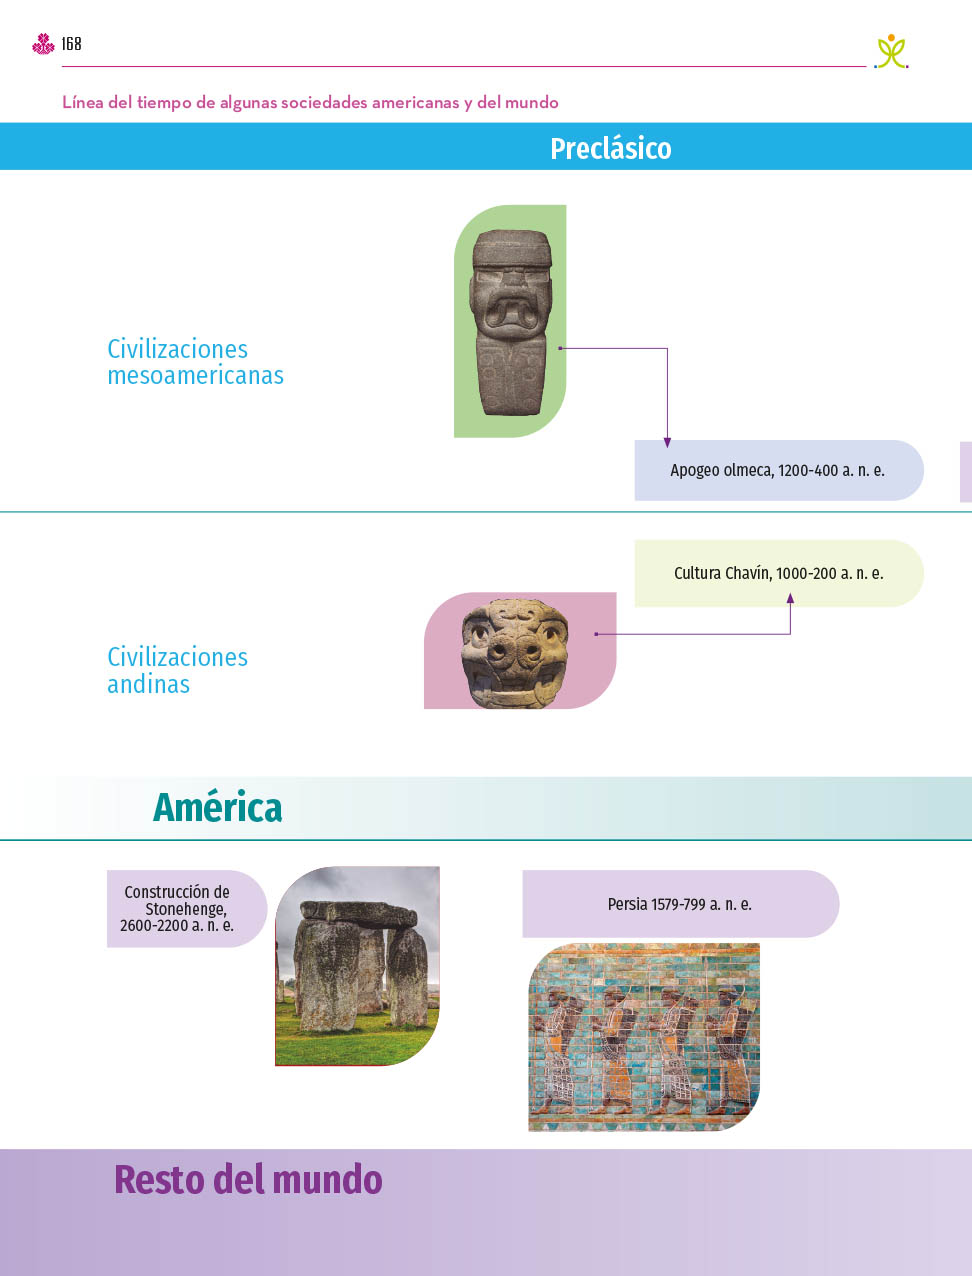 168
Línea del tiempo de algunas sociedades americanas y del mundo
Preclásico
Civilizaciones
mesoamericanas
Apogeo olmeca, 1200-400 a. n. e.
Cultura Chavín, 1000-200 a. n. e.
Civilizaciones
andinas
América
Construcción de
Stonehenge,
2600-2200 a. n. e.
Persia 1579-799 a. n. e.
Resto del mundo